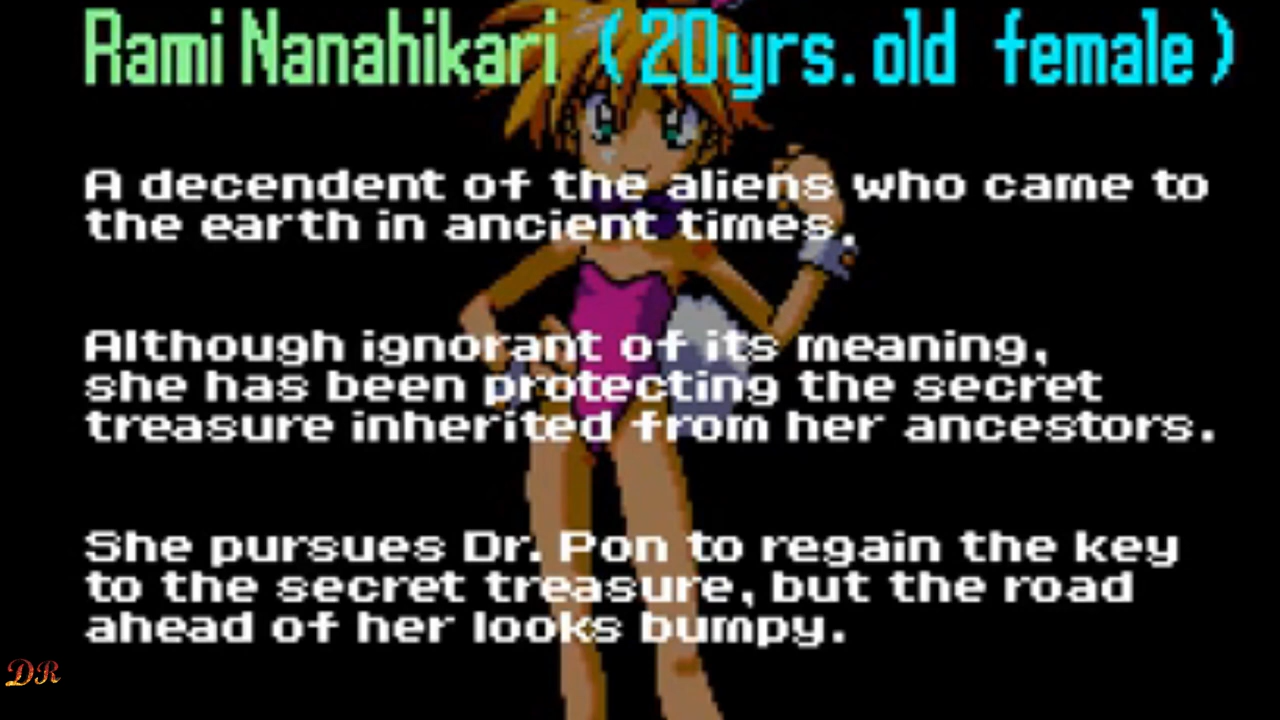 Rami Nanahikari (20yrs. old female)
A decendent of the aliens who came to
the earth in ancient times.
Although ignorant of its meaning,
she has been protecting the secret
treasure inherited from her ancestors.
She pursues Dr. Pon to regain the key
to the secret treasure, but the road
ahead of her looks bumpy.
DR